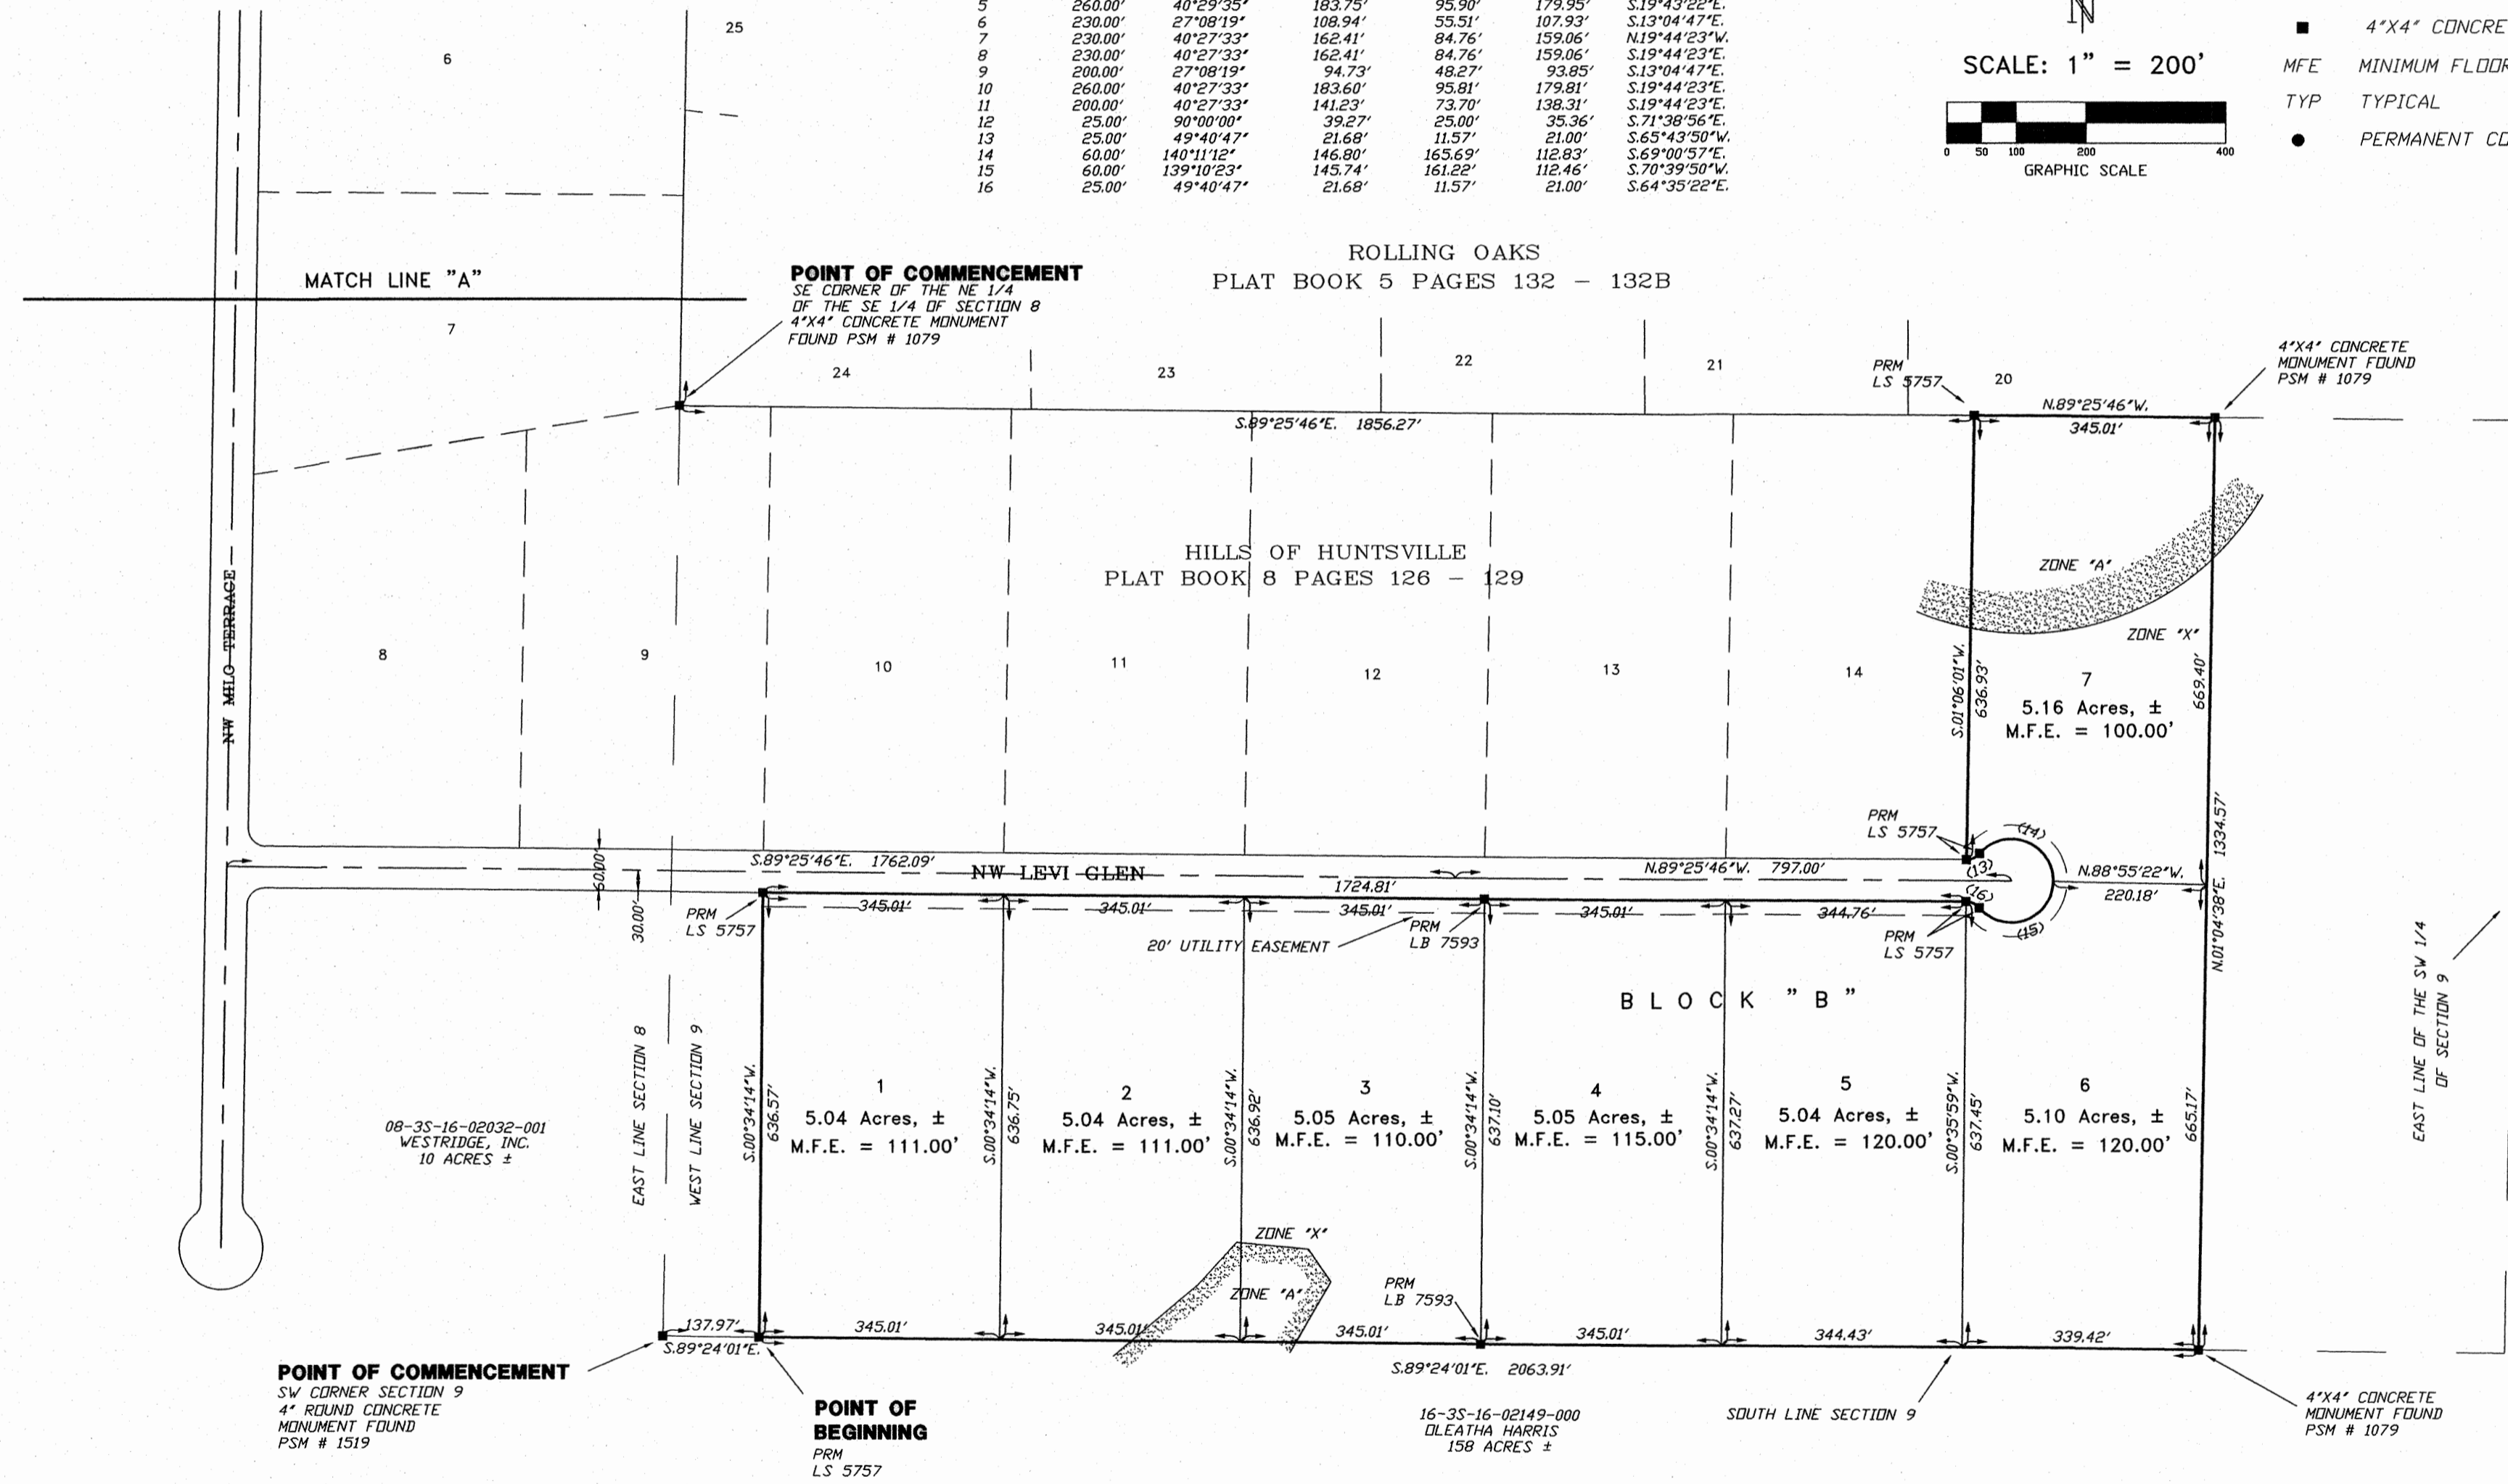 5 260.00' 40°29'35" 183.75' 95.90' 179.95' S.19°43'22"E.
6 230.00' 27°08'19" 108.94' 55.51' 107.93' S.13°04'47"E.
7 230.00' 40°27'33" 162.41' 84.76' 159.06' N.19°44'23"W.
8 230.00' 40°27'33" 162.41' 84.76' 159.06' S.19°44'23"E.
9 200.00' 27°08'19" 94.73' 48.27' 93.85' S.13°04'47"E.
10 260.00' 40°27'33" 183.60' 95.81' 179.81' S.19°44'23"E.
11 200.00' 40°27'33" 141.23' 73.70' 138.31' S.19°44'23"E.
12 25.00' 90°00'00" 39.27' 25.00' 35.36' S.71°38'56"E.
13 25.00' 49°40'47" 21.68' 11.57' 21.00' S.65°43'50"W.
14 60.00' 140°11'12" 146.80' 165.69' 112.83' S.69°00'57"E.
15 60.00' 139°10'23" 145.74' 161.22' 112.46' S.70°39'50"W.
16 25.00' 49°40'47" 21.68' 11.57' 21.00' S.64°35'22"E.
N
SCALE: 1" = 200'
0 50 100 200 400
GRAPHIC SCALE
4"X4" CONCRE
MFE MINIMUM FLOOR
TYP TYPICAL
PERMANENT CO
6
25
MATCH LINE "A"
7
POINT OF COMMENCEMENT
SE CORNER OF THE NE 1/4
OF THE SE 1/4 OF SECTION 8
4"X4" CONCRETE MONUMENT
FOUND PSM # 1079
ROLLING OAKS
PLAT BOOK 5 PAGES 132 - 132B
24
23
22
21
20
PRM
LS 5757
4"X4" CONCRETE
MONUMENT FOUND
PSM # 1079
S.89°25'46"E. 1856.27'
N.89°25'46"W.
345.01'
HILLS OF HUNTSVILLE
PLAT BOOK 8 PAGES 126 - 129
ZONE "A"
ZONE "X"
NW MILO TERRACE
8
9
10
11
12
13
14
S.01°06'01"W.
636.93'
7
5.16 Acres, ±
M.F.E. = 100.00'
669.40'
N.01°04'38"E. 1334.57'
PRM
LS 5757
(14)
(13)
(16)
(15)
N.88°55'22"W.
220.18'
60.00'
30.00'
S.89°25'46"E. 1762.09'
NW LEVI GLEN
N.89°25'46"W. 797.00'
1724.81'
345.01'
345.01'
345.01'
345.01'
344.76'
PRM
LS 5757
20' UTILITY EASEMENT
PRM
LB 7593
PRM
LS 5757
BLOCK "B"
EAST LINE SECTION 8
WEST LINE SECTION 9
EAST LINE OF THE SW 1/4
OF SECTION 9
08-3S-16-02032-001
WESTRIDGE, INC.
10 ACRES ±
S.00°34'14"W.
636.57'
1
5.04 Acres, ±
M.F.E. = 111.00'
S.00°34'14"W.
636.75'
2
5.04 Acres, ±
M.F.E. = 111.00'
S.00°34'14"W.
636.92'
3
5.05 Acres, ±
M.F.E. = 110.00'
S.00°34'14"W.
637.10'
4
5.05 Acres, ±
M.F.E. = 115.00'
S.00°34'14"W.
637.27'
5
5.04 Acres, ±
M.F.E. = 120.00'
S.00°35'59"W.
637.45'
6
5.10 Acres, ±
M.F.E. = 120.00'
665.17'
ZONE "X"
ZONE "A"
PRM
LB 7593
137.97'
S.89°24'01"E.
345.01'
345.01'
345.01'
345.01'
344.43'
339.42'
S.89°24'01"E. 2063.91'
POINT OF COMMENCEMENT
SW CORNER SECTION 9
4" ROUND CONCRETE
MONUMENT FOUND
PSM # 1519
POINT OF
BEGINNING
PRM
LS 5757
16-3S-16-02149-000
OLEATHA HARRIS
158 ACRES ±
SOUTH LINE SECTION 9
4"X4" CONCRETE
MONUMENT FOUND
PSM # 1079